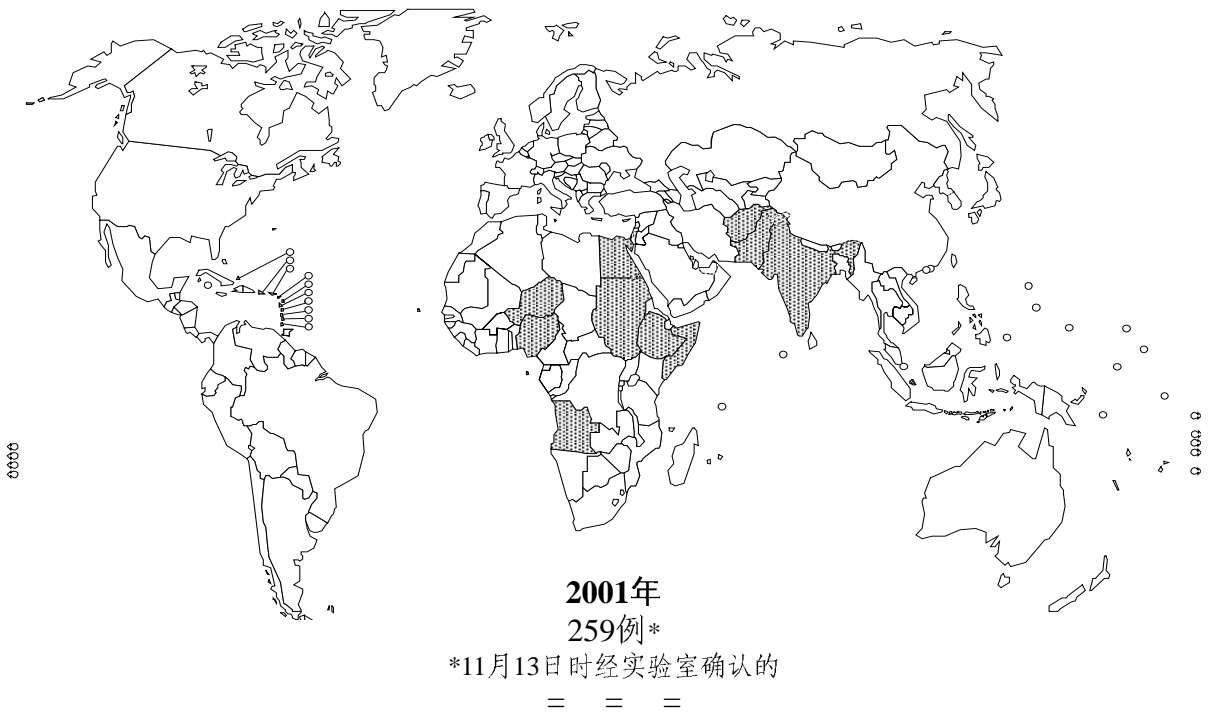 2001年
259例*
*11月13日时经实验室确认的
= = =